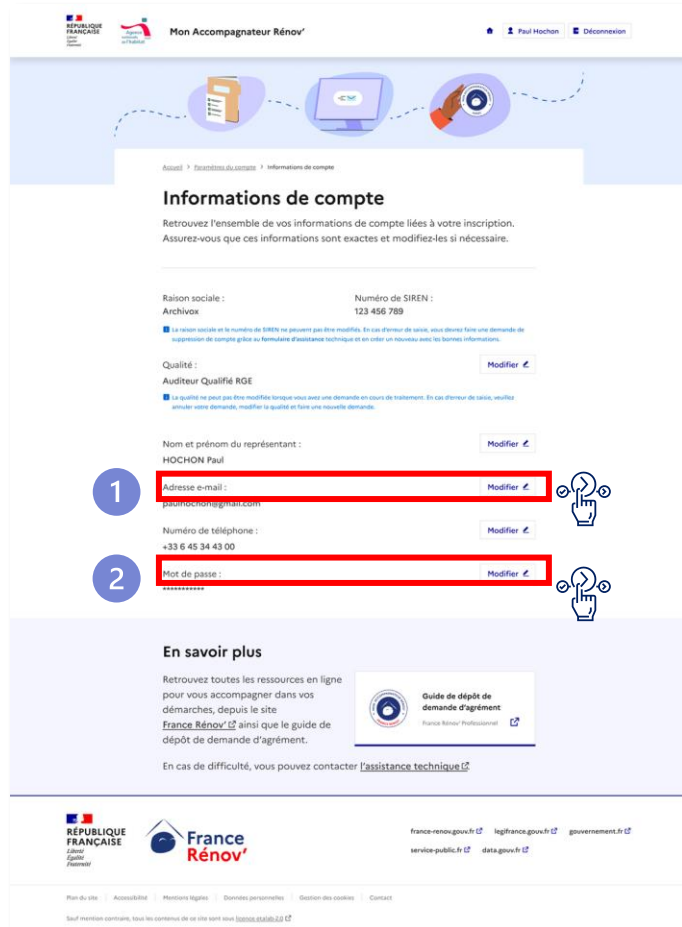 RÉPUBLIQUE
FRANÇAISE
Liberté
Égalité
Fraternité
Agence
nationale
de l'habitat
Mon Accompagnateur Rénov'
Paul Hochon
Déconnexion
Accueil > Paramètres du compte > Informations de compte
Informations de compte
Retrouvez l'ensemble de vos informations de compte liées à votre inscription.
Assurez-vous que ces informations sont exactes et modifiez-les si nécessaire.
Raison sociale :
Archivox
Numéro de SIREN :
123 456 789
La raison sociale et le numéro de SIREN ne peuvent pas être modifiés. En cas d'erreur de saisie, vous devrez faire une demande de
suppression de compte grâce au formulaire d'assistance technique et en créer un nouveau avec les bonnes informations.
Qualité :
Modifier
Auditeur Qualifié RGE
La qualité ne peut pas être modifiée lorsque vous avez une demande en cours de traitement. En cas d'erreur de saisie, veuillez
annuler votre demande, modifier la qualité et faire une nouvelle demande.
Nom et prénom du représentant :
Modifier
HOCHON Paul
1
Adresse e-mail :
Modifier
paulhochon@gmail.com
Numéro de téléphone :
Modifier
+33 6 45 34 43 00
2
Mot de passe :
Modifier
***********
En savoir plus
Retrouvez toutes les ressources en ligne
pour vous accompagner dans vos
démarches, depuis le site
France Rénov' ainsi que le guide de
dépôt de demande d'agrément.
Guide de dépôt de
demande d'agrément
France Rénov' Professionnel
En cas de difficulté, vous pouvez contacter l'assistance technique
RÉPUBLIQUE
FRANÇAISE
Liberté
Égalité
Fraternité
France
Rénov'
france-renov.gouv.fr legifrance.gouv.fr gouvernement.fr
service-public.fr data.gouv.fr
Plan du site | Accessibilité | Mentions légales | Données personnelles | Gestion des cookies | Contact
Sauf mention contraire, tous les contenus de ce site sont sous licence etalab-2.0